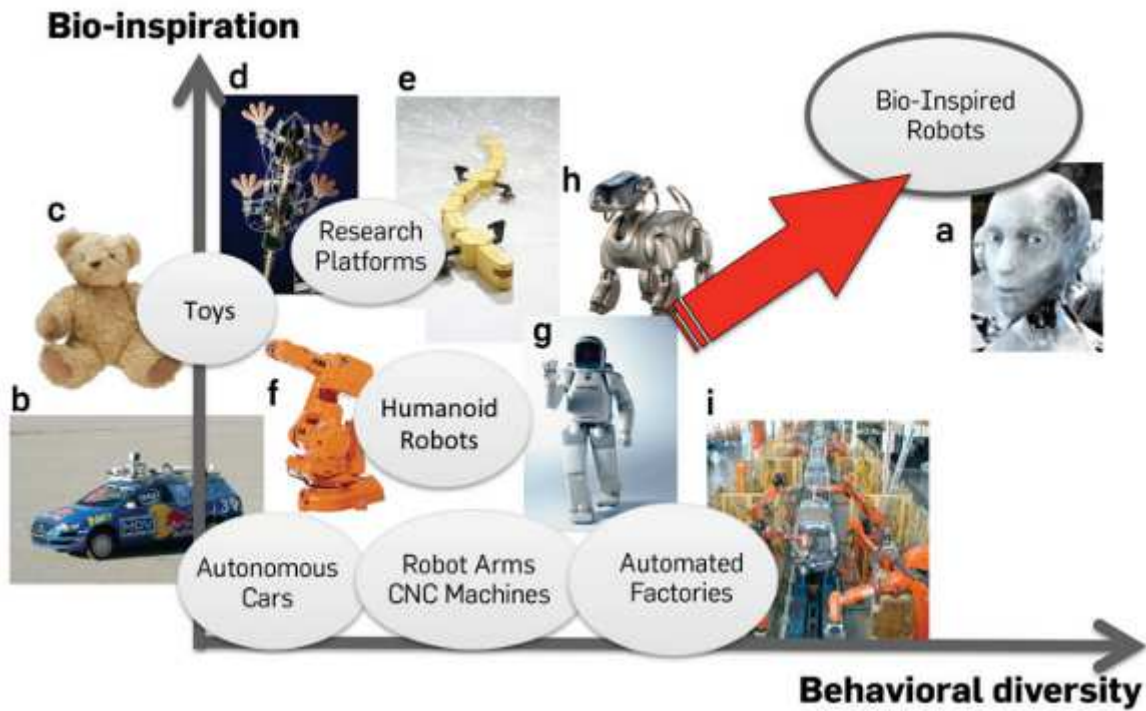 Bio-inspiration
d
e
Bio-Inspired
Robots
h
c
Research
Platforms
a
Toys
g
b
f
Humanoid
Robots
i
Autonomous
Cars
Robot Arms
CNC Machines
Automated
Factories
Behavioral diversity